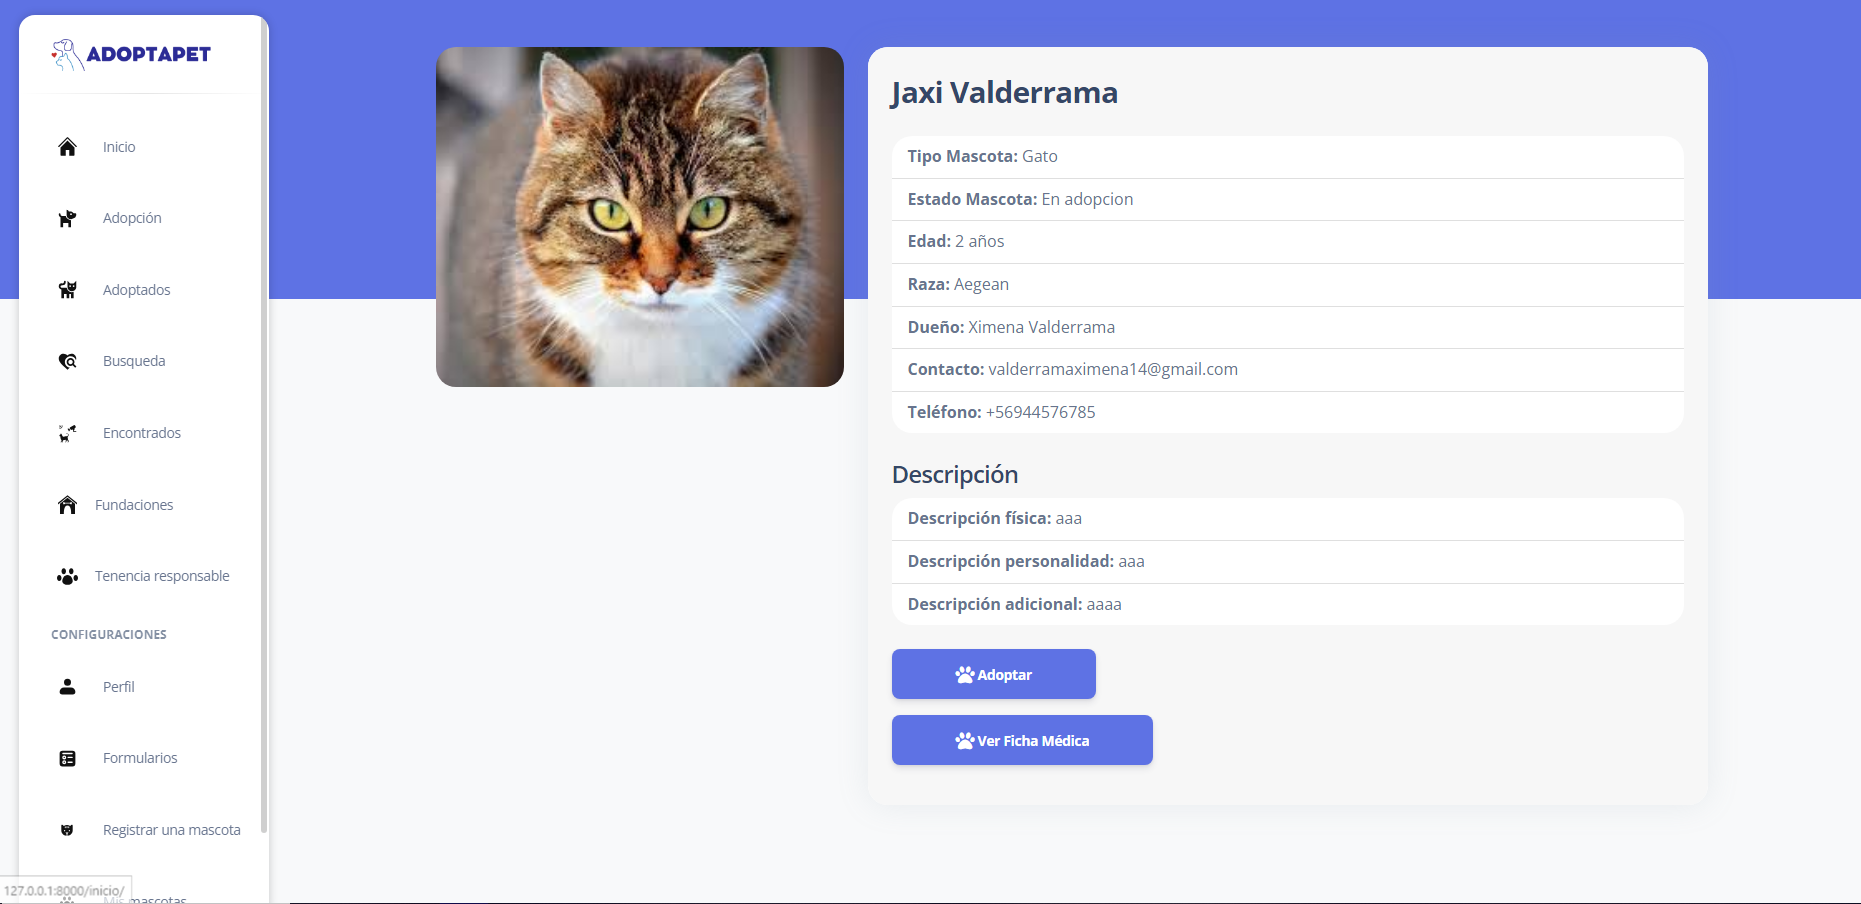 ADOPTAPET
Inicio
Adopción
Adoptados
Busqueda
Encontrados
Fundaciones
Tenencia responsable
CONFIGURACIONES
Perfil
Formularios
Registrar una mascota
Mis mascotas
127.0.0.1:8000/inicio/
Jaxi Valderrama
Tipo Mascota: Gato
Estado Mascota: En adopcion
Edad: 2 años
Raza: Aegean
Dueño: Ximena Valderrama
Contacto: valderramaximena14@gmail.com
Teléfono: +56944576785
Descripción
Descripción física: aaa
Descripción personalidad: aaa
Descripción adicional: aaaa
Adoptar
Ver Ficha Médica